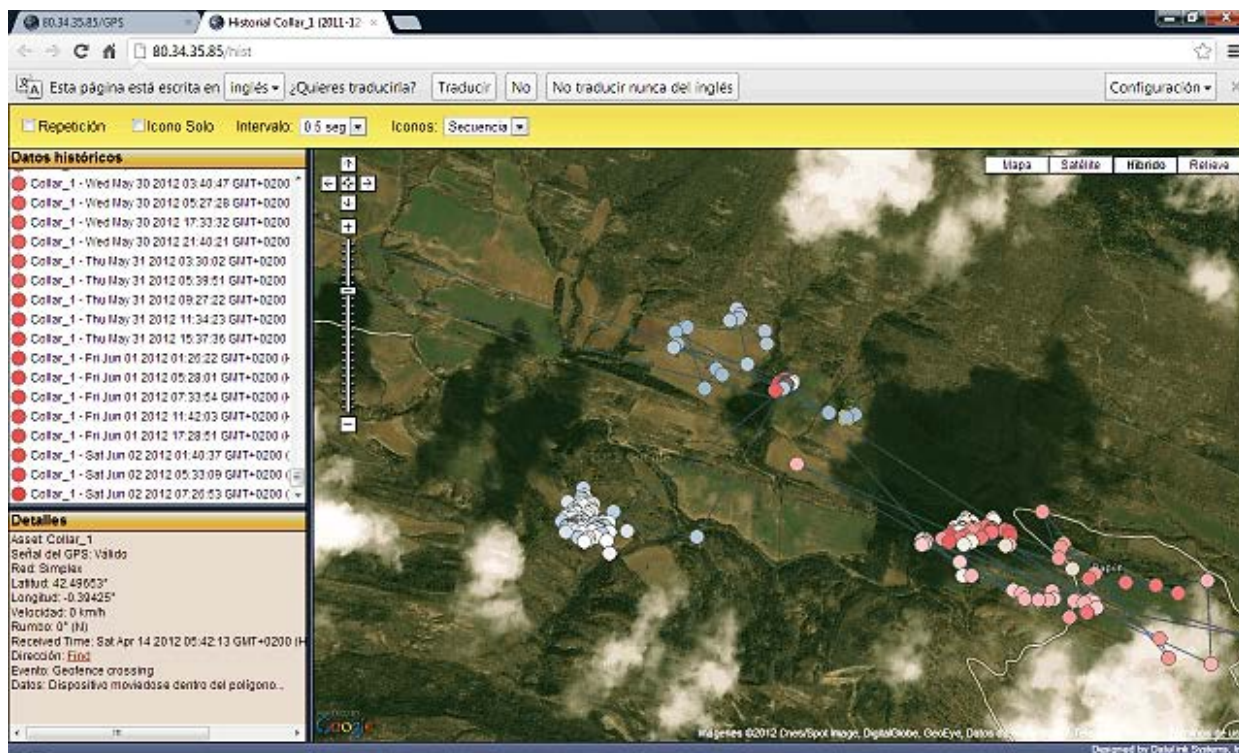 80.34.35.85/GPS
Historial Collar_1 (2011-12
80.34.35.85/hist
Esta página está escrita en inglés ¿Quieres traducirla? Traducir No No traducir nunca del inglés Configuración
Repetición Icono Solo Intervalo: 0.5 seg Iconos: Secuencia
Datos históricos
Collar_1 - Wed May 30 2012 03:40:47 GMT+0200
Collar_1 - Wed May 30 2012 05:27:28 GMT+0200
Collar_1 - Wed May 30 2012 17:33:32 GMT+0200
Collar_1 - Wed May 30 2012 21:40:21 GMT+0200
Collar_1 - Thu May 31 2012 03:30:02 GMT+0200
Collar_1 - Thu May 31 2012 05:39:51 GMT+0200
Collar_1 - Thu May 31 2012 09:27:22 GMT+0200
Collar_1 - Thu May 31 2012 11:34:23 GMT+0200
Collar_1 - Thu May 31 2012 15:37:36 GMT+0200
Collar_1 - Fri Jun 01 2012 01:26:22 GMT+0200 (H
Collar_1 - Fri Jun 01 2012 05:28:01 GMT+0200 (H
Collar_1 - Fri Jun 01 2012 07:33:54 GMT+0200 (H
Collar_1 - Fri Jun 01 2012 11:42:03 GMT+0200 (H
Collar_1 - Fri Jun 01 2012 17:28:51 GMT+0200 (H
Collar_1 - Sat Jun 02 2012 01:40:37 GMT+0200 (
Collar_1 - Sat Jun 02 2012 05:33:09 GMT+0200 (
Collar_1 - Sat Jun 02 2012 07:26:53 GMT+0200 (
Detalles
Asset: Collar_1
Señal del GPS: Válido
Red: Simplex
Latitud: 42.49653°
Longitud: -0.39425°
Velocidad: 0 km/h
Rumbo: 0° (N)
Received Time: Sat Apr 14 2012 05:42:13 GMT+0200 (H
Dirección: Find
Evento: Geofence crossing
Datos: Dispositivo moviédose dentro del polígono...
Mapa Satélite Híbrido Relieve
Rapún
Google
Imágenes ©2012 Cnes/Spot Image, DigitalGlobe, GeoEye, Datos de
Designed by DataLink Systems,